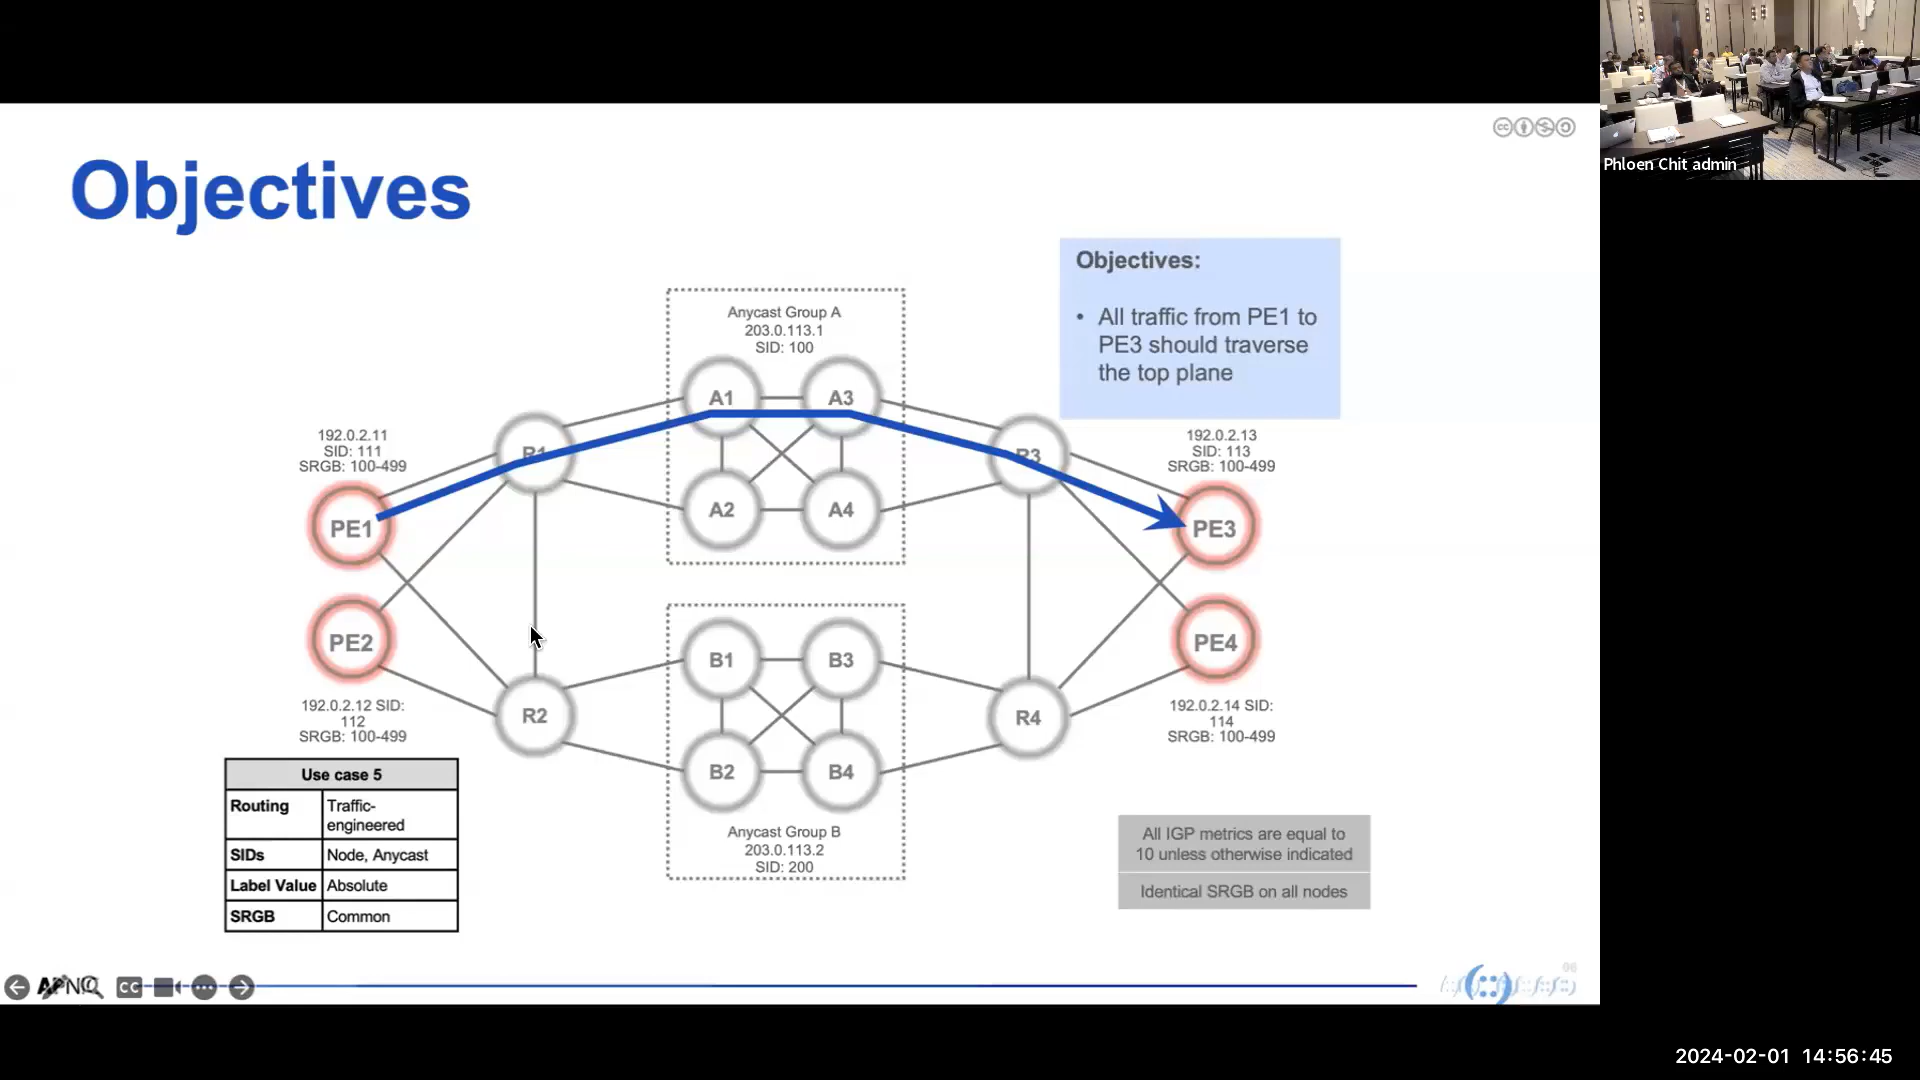 Phloen Chit admin
Objectives
Objectives:
• All traffic from PE1 to
PE3 should traverse
the top plane
Anycast Group A
203.0.113.1
SID: 100
A1
A3
A2
A4
R1
R3
192.0.2.11
SID: 111
SRGB: 100-499
PE1
192.0.2.13
SID: 113
SRGB: 100-499
PE3
PE2
192.0.2.12 SID:
112
SRGB: 100-499
PE4
192.0.2.14 SID:
114
SRGB: 100-499
R2
R4
B1
B3
B2
B4
Anycast Group B
203.0.113.2
SID: 200
Use case 5
Routing Traffic-
engineered
SIDs Node, Anycast
Label Value Absolute
SRGB Common
All IGP metrics are equal to
10 unless otherwise indicated
Identical SRGB on all nodes
APNIC
CC
2024-02-01 14:56:45